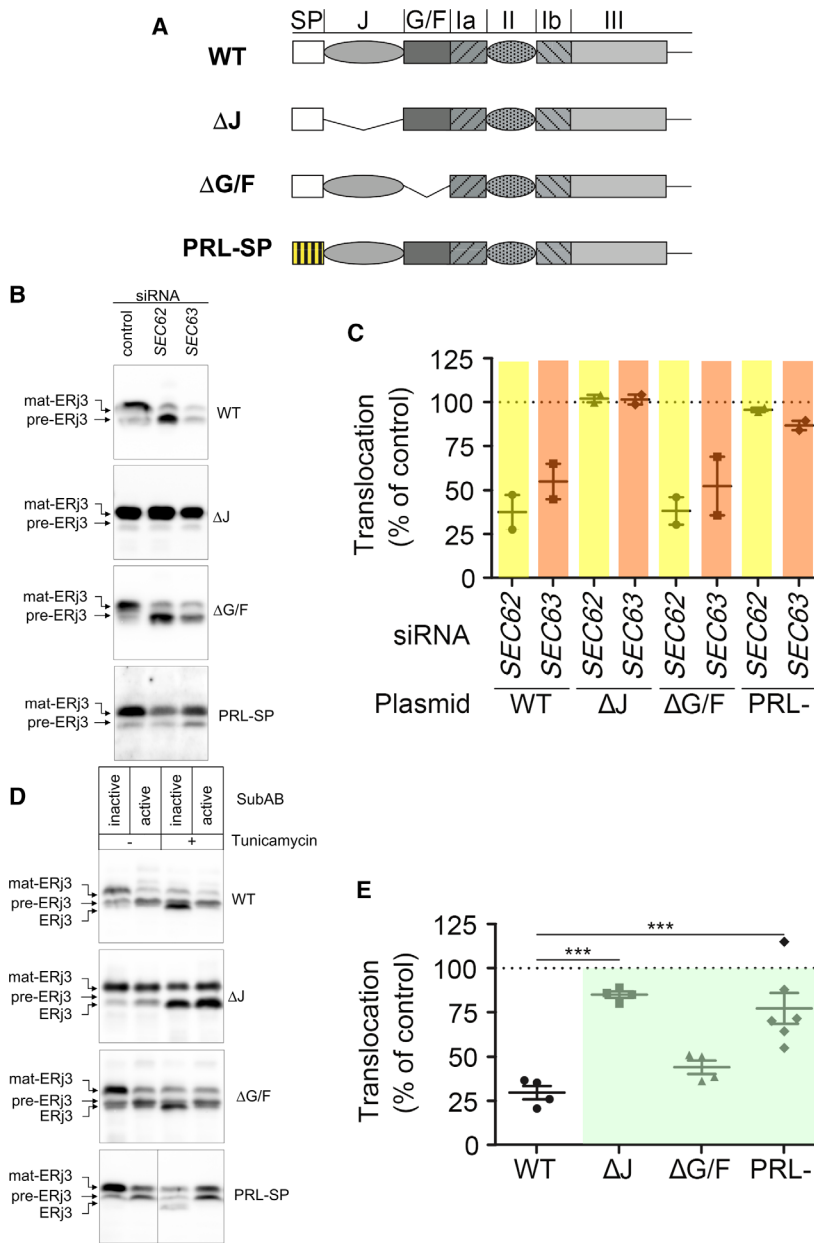 A
SP J G/F Ia II Ib III
WT
ΔJ
ΔG/F
PRL-SP
B
siRNA
control SEC62 SEC63
mat-ERj3
pre-ERj3
WT
mat-ERj3
pre-ERj3
ΔJ
mat-ERj3
pre-ERj3
ΔG/F
mat-ERj3
pre-ERj3
PRL-SP
C
Translocation
(% of control)
125
100
75
50
25
0
siRNA SEC62 SEC63 SEC62 SEC63 SEC62 SEC63 SEC62 SEC63
Plasmid WT ΔJ ΔG/F PRL-
D
inactive active inactive active SubAB
- + Tunicamycin
mat-ERj3
pre-ERj3
ERj3
WT
mat-ERj3
pre-ERj3
ERj3
ΔJ
mat-ERj3
pre-ERj3
ERj3
ΔG/F
mat-ERj3
pre-ERj3
ERj3
PRL-SP
E
Translocation
(% of control)
125
100
75
50
25
0
***
***
WT ΔJ ΔG/F PRL-